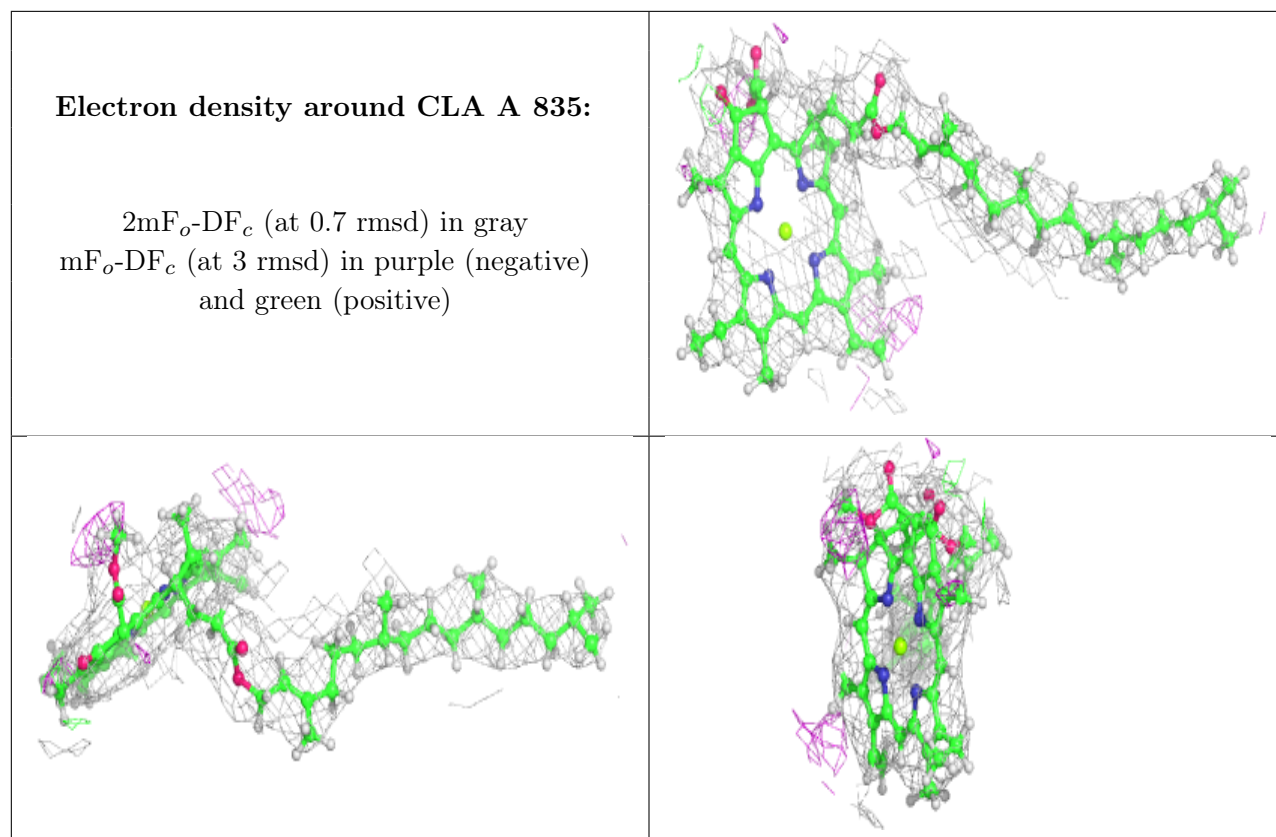 Electron density around CLA A 835:
2mFo-DFc (at 0.7 rmsd) in gray
mFo-DFc (at 3 rmsd) in purple (negative)
and green (positive)